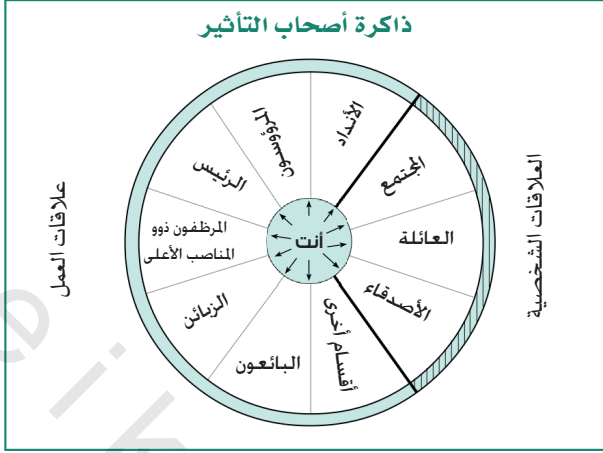 ذاكرة أصحاب التأثير
الأنداد
المجتمع
العائلة
الأصدقاء
أقسام أخرى
البائعون
الزبائن
المرظفون ذوو
المناصب الأعلى
الرئيس
المرؤسون
أنت
العلاقات الشخصية
علاقات العمل
e i k